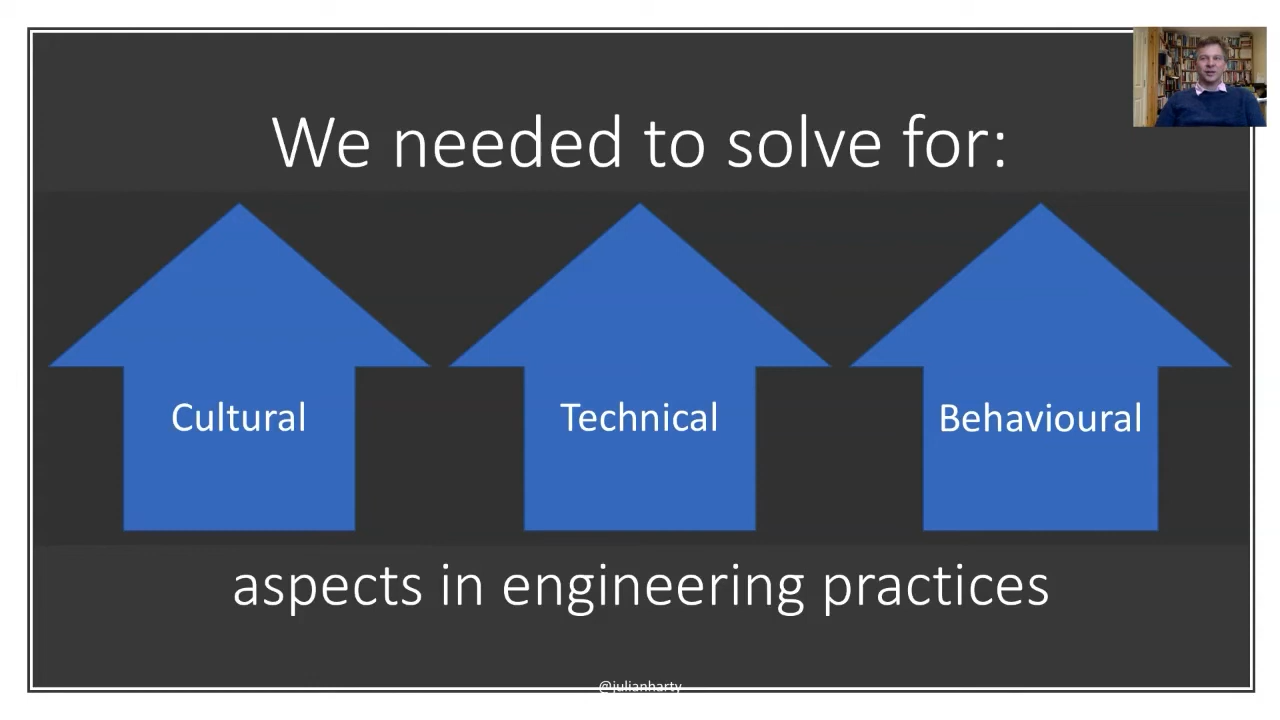 We needed to solve for:
Cultural
Technical
Behavioural
aspects in engineering practices
@julianharty